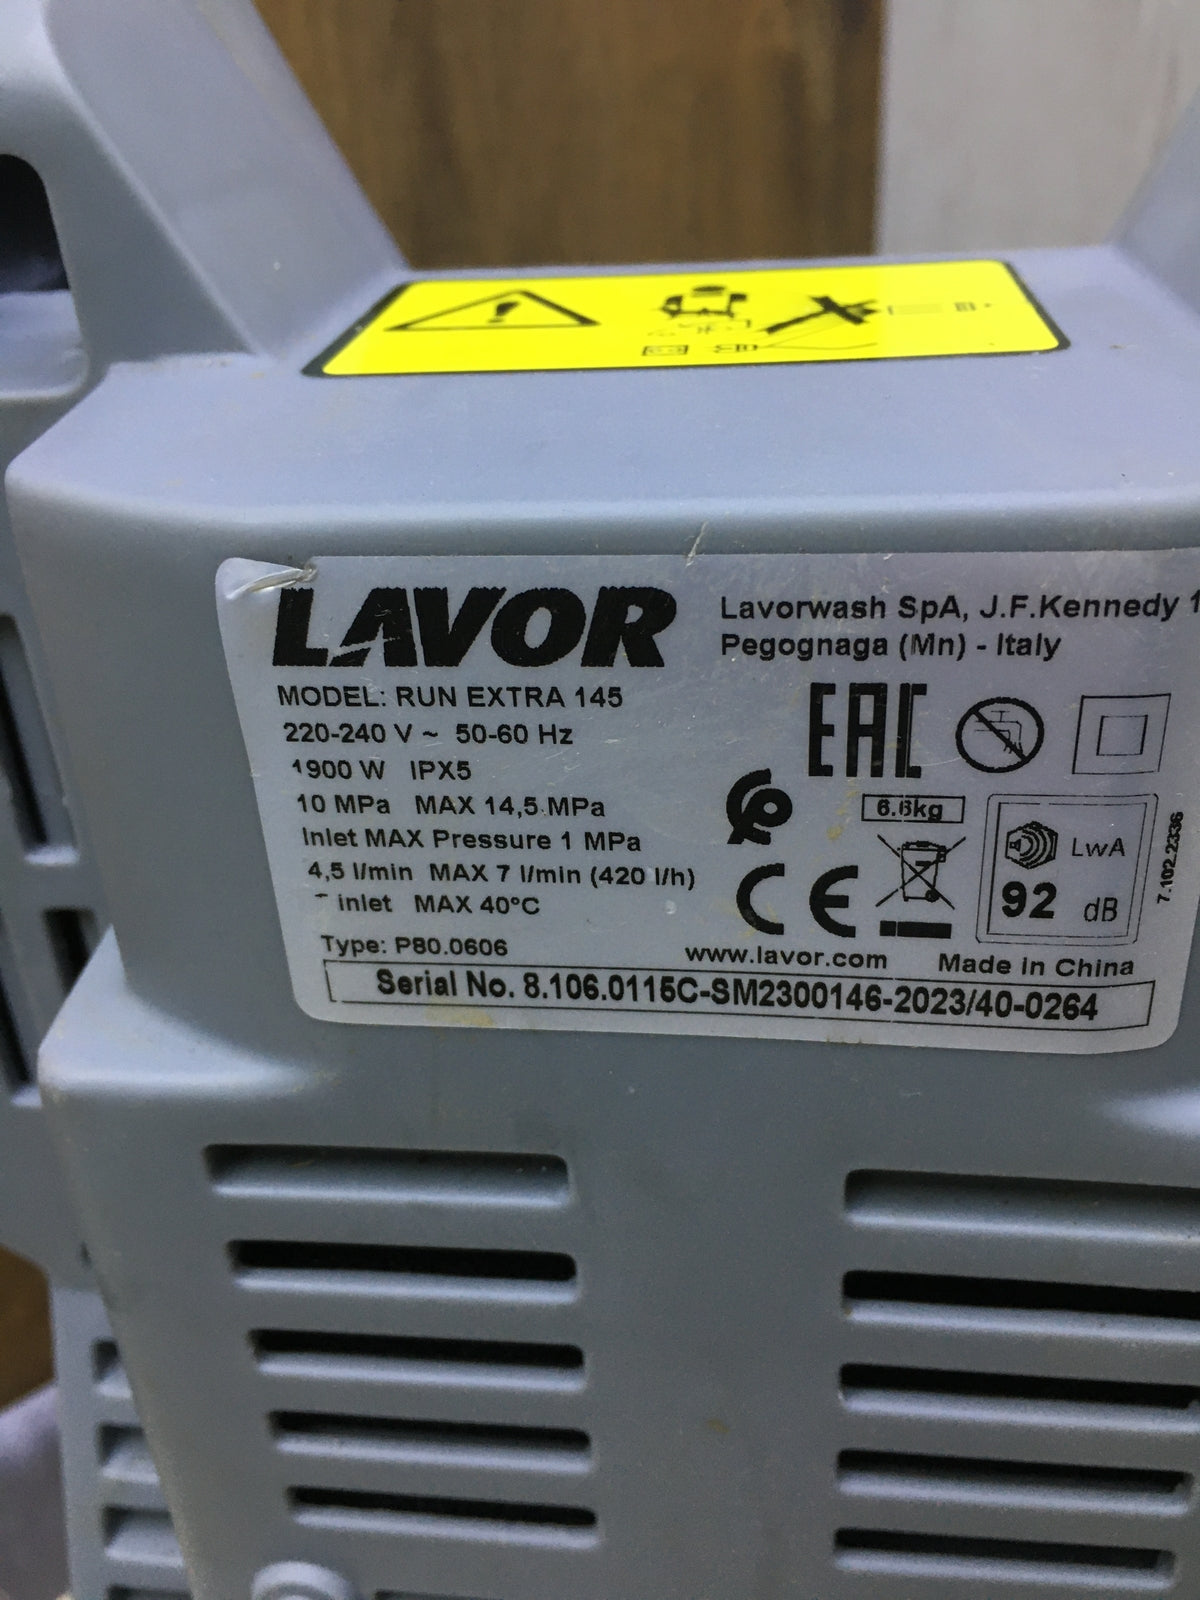 LAVOR
Lavorwash SpA, J.F.Kennedy 1
Pegognaga (Mn) - Italy
MODEL: RUN EXTRA 145
220-240 V ~ 50-60 Hz
1900 W IPX5
10 MPa MAX 14,5 MPa
Inlet MAX Pressure 1 MPa
4,5 l/min MAX 7 l/min (420 l/h)
T inlet MAX 40°C
Type: P80.0606
EAC
6.6kg
CE
LwA
92 dB
7.102.2336
www.lavor.com Made in China
Serial No. 8.106.0115C-SM2300146-2023/40-0264